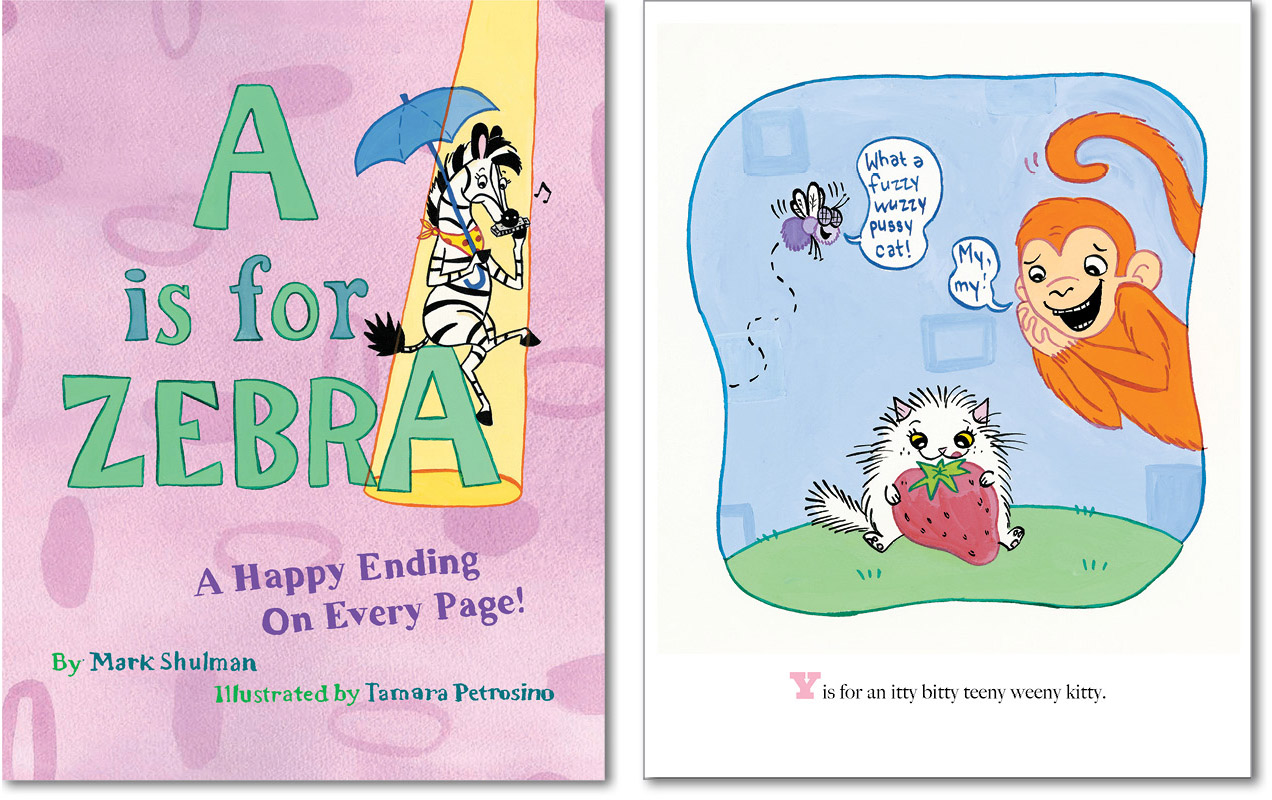 A
is for
ZEBRA
A Happy Ending
On Every Page!
By Mark Shulman
Illustrated by Tamara Petrosino
What a
fuzzy
wuzzy
pussy
cat!
My,
my!
Y is for an itty bitty teeny weeny kitty.